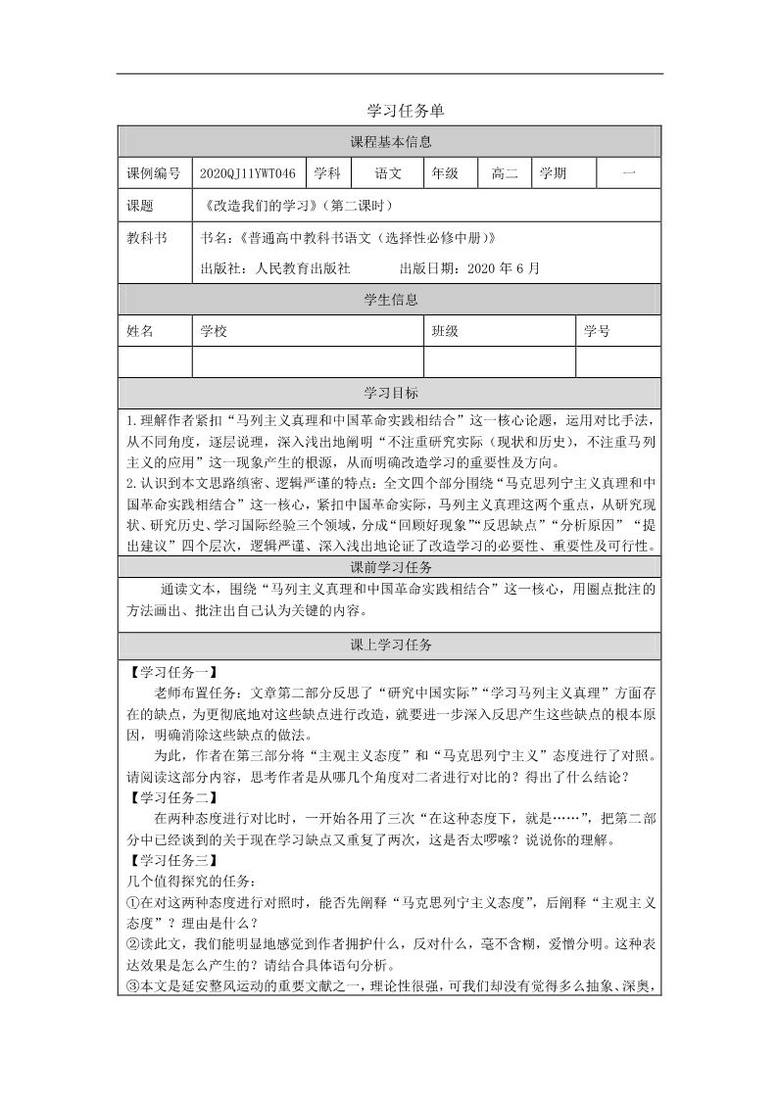 学习任务单
课程基本信息
课例编号 2020QJ11YWT046 学科 语文 年级 高二 学期 一
课题 《改造我们的学习》（第二课时）
教科书 书名：《普通高中教科书语文（选择性必修中册）》
出版社：人民教育出版社 出版日期：2020 年 6 月
学生信息
姓名 学校 班级 学号
学习目标
1.理解作者紧扣“马列主义真理和中国革命实践相结合”这一核心论题，运用对比手法，
从不同角度，逐层说理，深入浅出地阐明“不注重研究实际（现状和历史），不注重马列
主义的应用”这一现象产生的根源，从而明确改造学习的重要性及方向。
2.认识到本文思路缜密、逻辑严谨的特点：全文四个部分围绕“马克思列宁主义真理和中
国革命实践相结合”这一核心，紧扣中国革命实际，马列主义真理这两个重点，从研究现
状、研究历史、学习国际经验三个领域，分成“回顾好现象”“反思缺点”“分析原因”“提
出建议”四个层次，逻辑严谨、深入浅出地论证了改造学习的必要性、重要性及可行性。
课前学习任务
通读文本，围绕“马列主义真理和中国革命实践相结合”这一核心，用圈点批注的
方法画出、批注出自己认为关键的内容。
课上学习任务
【学习任务一】
老师布置任务：文章第二部分反思了“研究中国实际”“学习马列主义真理”方面存
在的缺点，为更彻底地对这些缺点进行改造，就要进一步深入反思产生这些缺点的根本原
因，明确消除这些缺点的做法。
为此，作者在第三部分将“主观主义态度”和“马克思列宁主义”态度进行了对照。
请阅读这部分内容，思考作者是从哪几个角度对二者进行对比的？得出了什么结论？
【学习任务二】
在两种态度进行对比时，一开始各用了三次“在这种态度下，就是……”，把第二部
分中已经谈到的关于现在学习缺点又重复了两次，这是否太啰嗦？说说你的理解。
【学习任务三】
几个值得探究的任务：
①在对这两种态度进行对照时，能否先阐释“马克思列宁主义态度”，后阐释“主观主义
态度”？理由是什么？
②读此文，我们能明显地感觉到作者拥护什么，反对什么，毫不含糊，爱憎分明。这种表
达效果是怎么产生的？请结合具体语句分析。
③本文是延安整风运动的重要文献之一，理论性很强，可我们却没有觉得多么抽象、深奥，